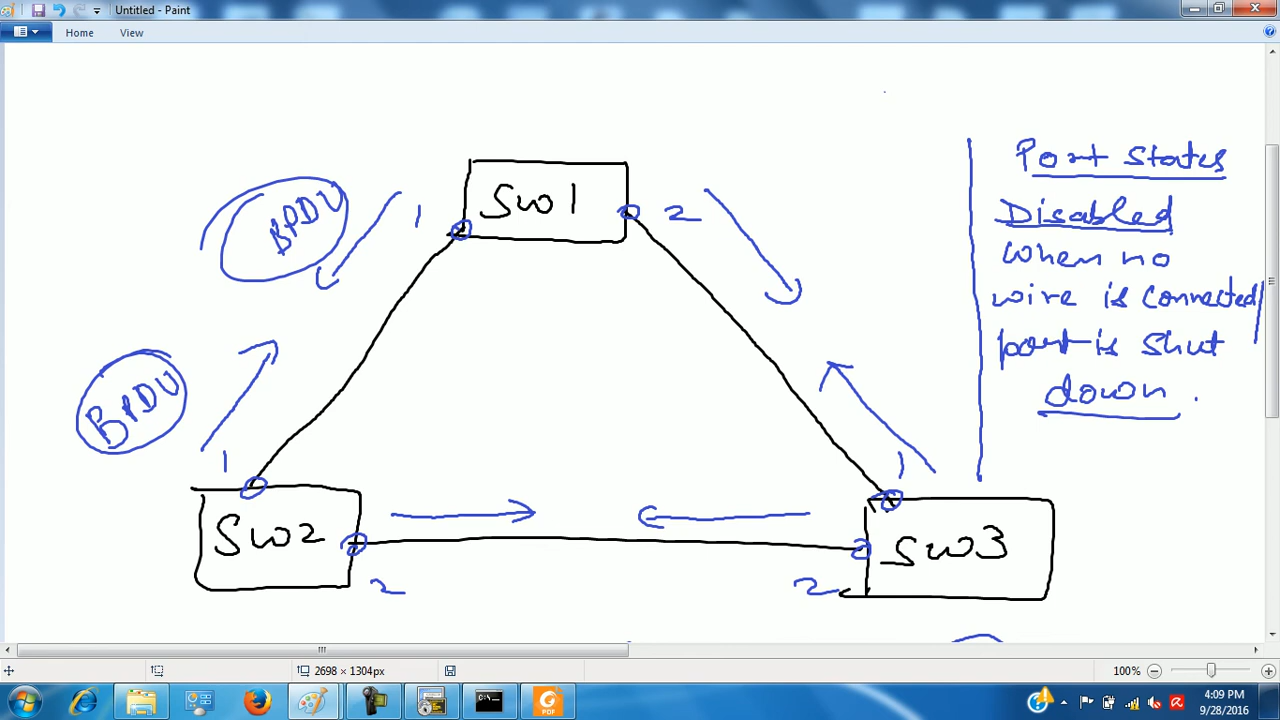 Untitled - Paint
Home
View
BPDU
1
SW1
2
Port States
Disabled
when no
wire is connected/
port is shut
down.
BPDU
1
SW2
2
1
SW3
2
2698 × 1304px
100%
PDF
4:09 PM
9/28/2016